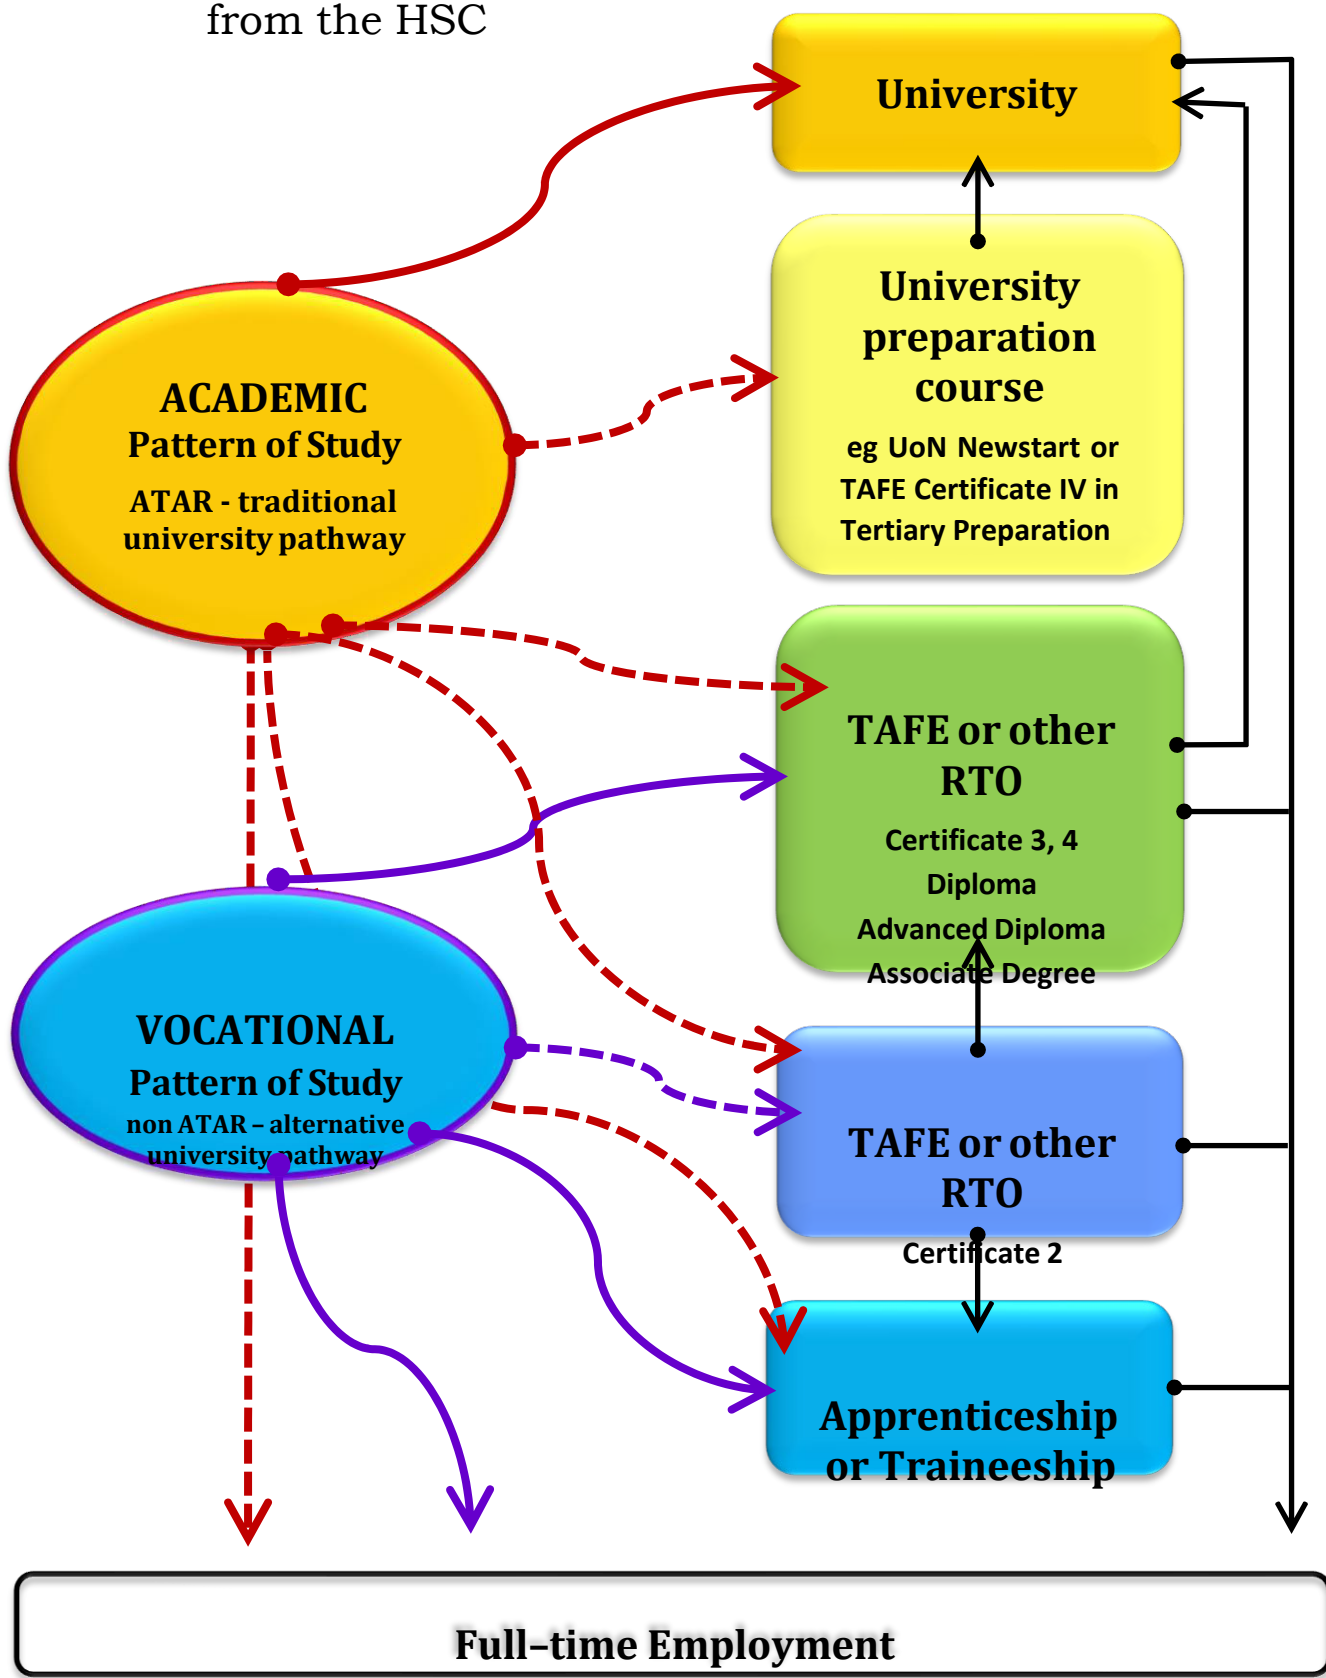 from the HSC
University
University
preparation
course
eg UoN Newstart or
TAFE Certificate IV in
Tertiary Preparation
ACADEMIC
Pattern of Study
ATAR - traditional
university pathway
TAFE or other
RTO
Certificate 3, 4
Diploma
Advanced Diploma
Associate Degree
VOCATIONAL
Pattern of Study
non ATAR – alternative
university pathway
TAFE or other
RTO
Certificate 2
Apprenticeship
or Traineeship
Full–time Employment